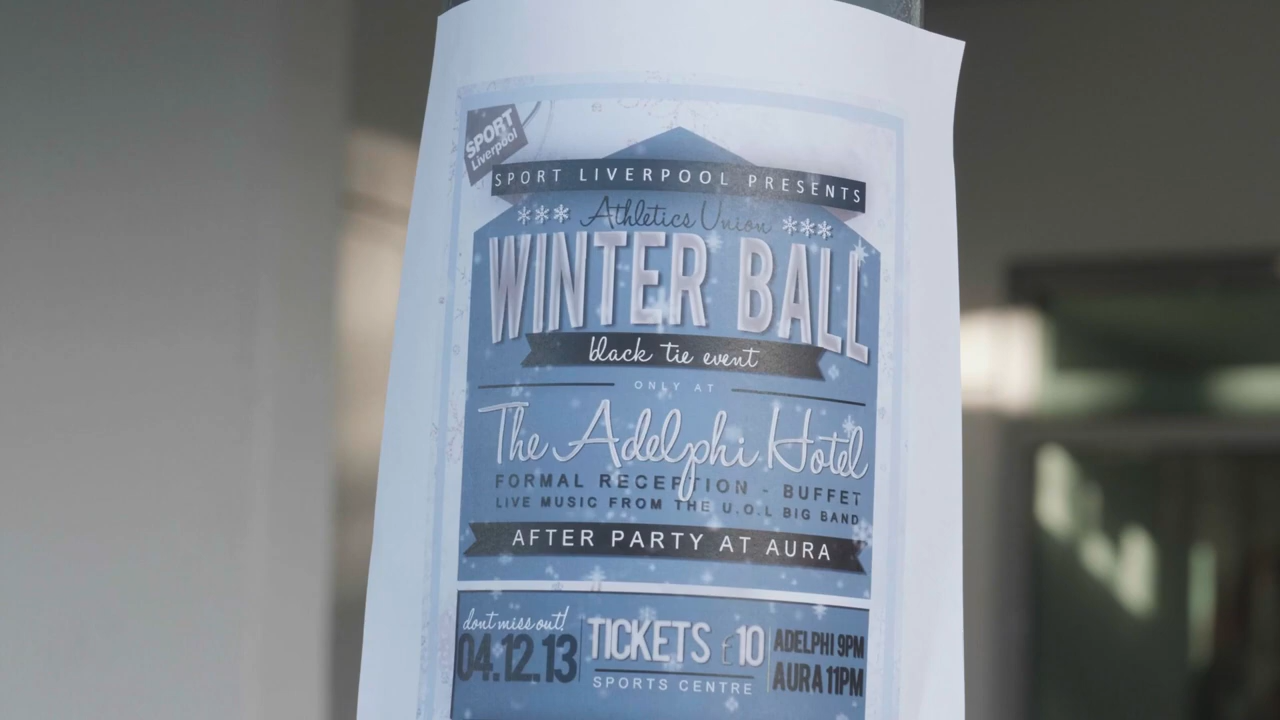 SPORT
Liverpool
SPORT LIVERPOOL PRESENTS
Athletics Union
WINTER BALL
black tie event
ONLY AT
The Adelphi Hotel
FORMAL RECEPTION - BUFFET
LIVE MUSIC FROM THE U.O.L BIG BAND
AFTER PARTY AT AURA
dont miss out!
04.12.13
TICKETS £10
SPORTS CENTRE
ADELPHI 9PM
AURA 11PM